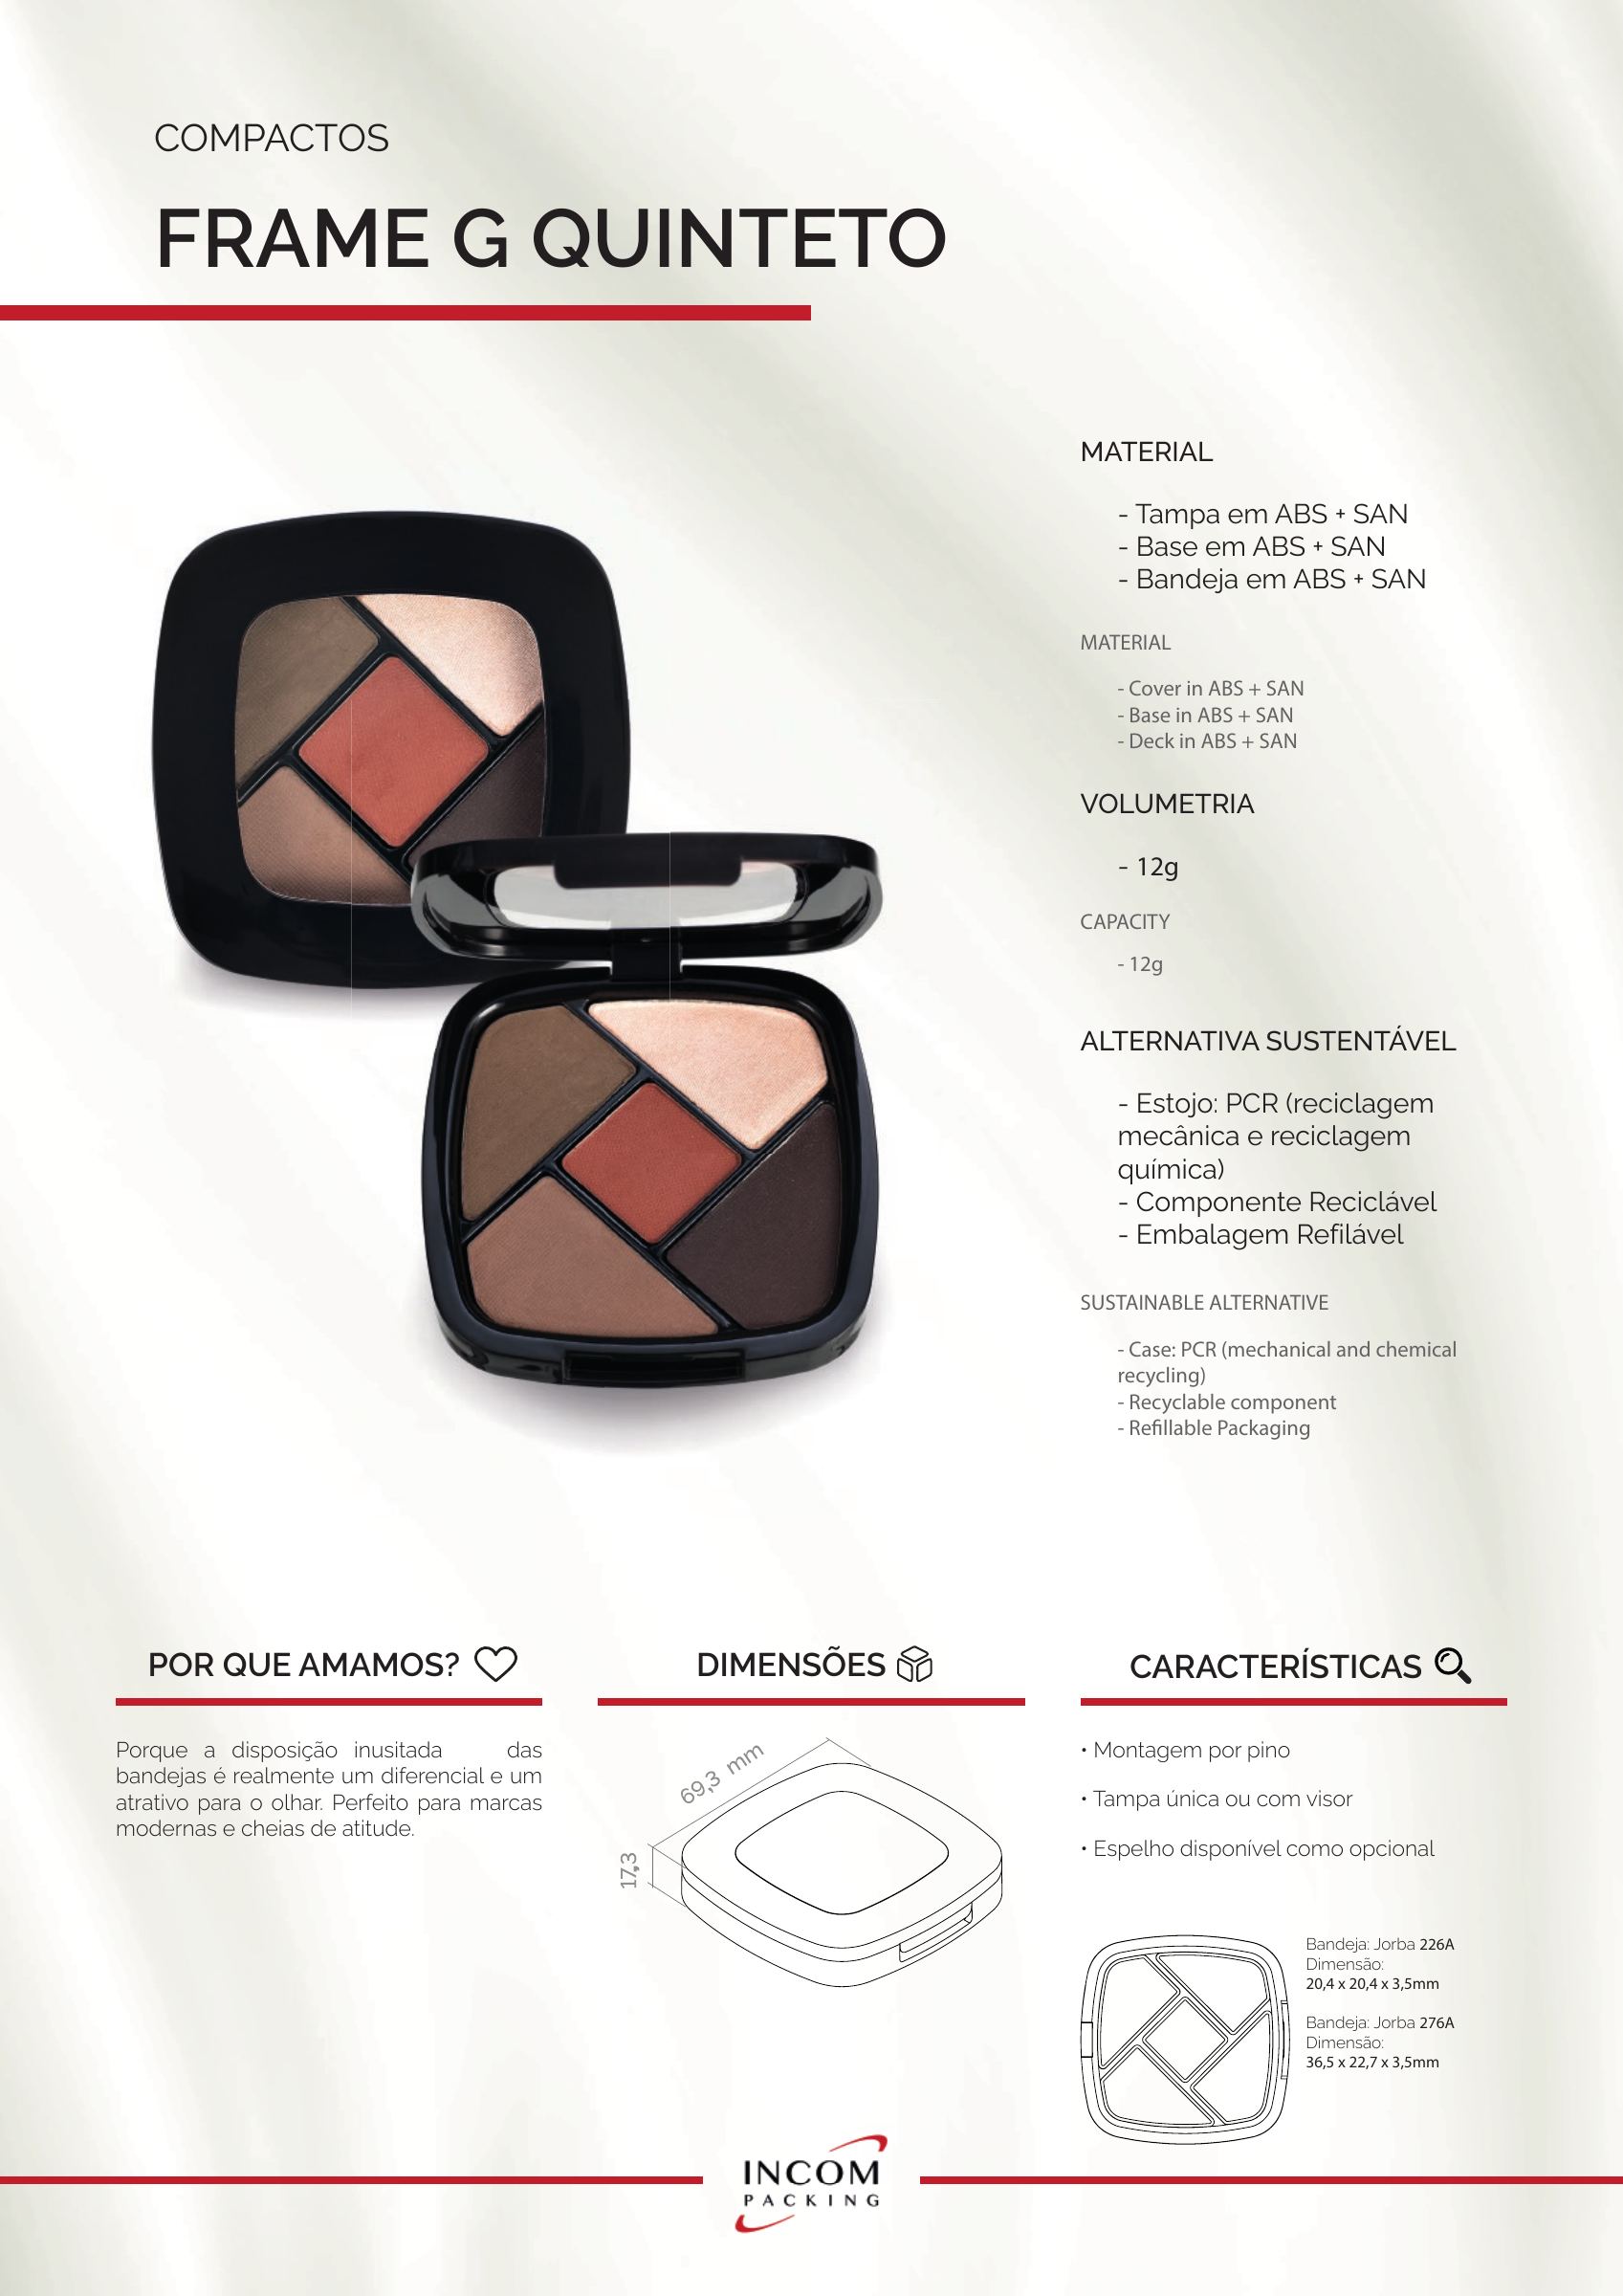 COMPACTOS
FRAME G QUINTETO
MATERIAL
- Tampa em ABS + SAN
- Base em ABS + SAN
- Bandeja em ABS + SAN
MATERIAL
- Cover in ABS + SAN
- Base in ABS + SAN
- Deck in ABS + SAN
VOLUMETRIA
- 12g
CAPACITY
- 12g
ALTERNATIVA SUSTENTÁVEL
- Estojo: PCR (reciclagem
mecânica e reciclagem
química)
- Componente Reciclável
- Embalagem Refilável
SUSTAINABLE ALTERNATIVE
- Case: PCR (mechanical and chemical
recycling)
- Recyclable component
- Refillable Packaging
POR QUE AMAMOS?
Porque a disposição inusitada das
bandejas é realmente um diferencial e um
atrativo para o olhar. Perfeito para marcas
modernas e cheias de atitude.
DIMENSÕES
69,3 mm
17,3
CARACTERÍSTICAS
• Montagem por pino
• Tampa única ou com visor
• Espelho disponível como opcional
Bandeja: Jorba 226A
Dimensão:
20,4 x 20,4 x 3,5mm
Bandeja: Jorba 276A
Dimensão:
36,5 x 22,7 x 3,5mm
INCOM
PACKING